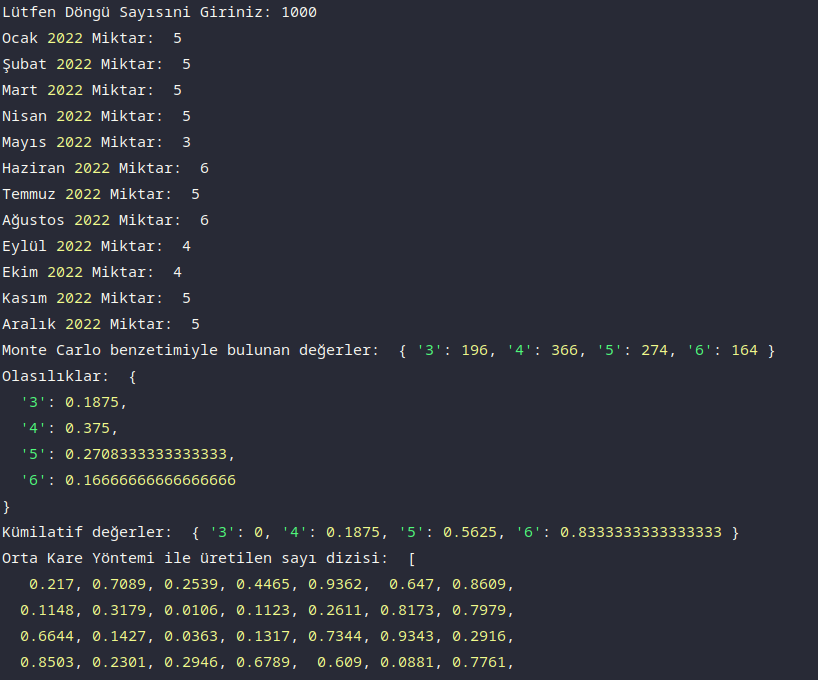 Lütfen Döngü Sayısıni Giriniz: 1000
Ocak 2022 Miktar:  5
Şubat 2022 Miktar:  5
Mart 2022 Miktar:  5
Nisan 2022 Miktar:  5
Mayıs 2022 Miktar:  3
Haziran 2022 Miktar:  6
Temmuz 2022 Miktar:  5
Ağustos 2022 Miktar:  6
Eylül 2022 Miktar:  4
Ekim 2022 Miktar:  4
Kasım 2022 Miktar:  5
Aralık 2022 Miktar:  5
Monte Carlo benzetimiyle bulunan değerler:  { '3': 196, '4': 366, '5': 274, '6': 164 }
Olasılıklar:  {
  '3': 0.1875,
  '4': 0.375,
  '5': 0.2708333333333333,
  '6': 0.16666666666666666
}
Kümilatif değerler:  { '3': 0, '4': 0.1875, '5': 0.5625, '6': 0.8333333333333333 }
Orta Kare Yöntemi ile üretilen sayı dizisi:  [
   0.217, 0.7089, 0.2539, 0.4465, 0.9362,  0.647, 0.8609,
  0.1148, 0.3179, 0.0106, 0.1123, 0.2611, 0.8173, 0.7979,
  0.6644, 0.1427, 0.0363, 0.1317, 0.7344, 0.9343, 0.2916,
  0.8503, 0.2301, 0.2946, 0.6789,  0.609, 0.0881, 0.7761,